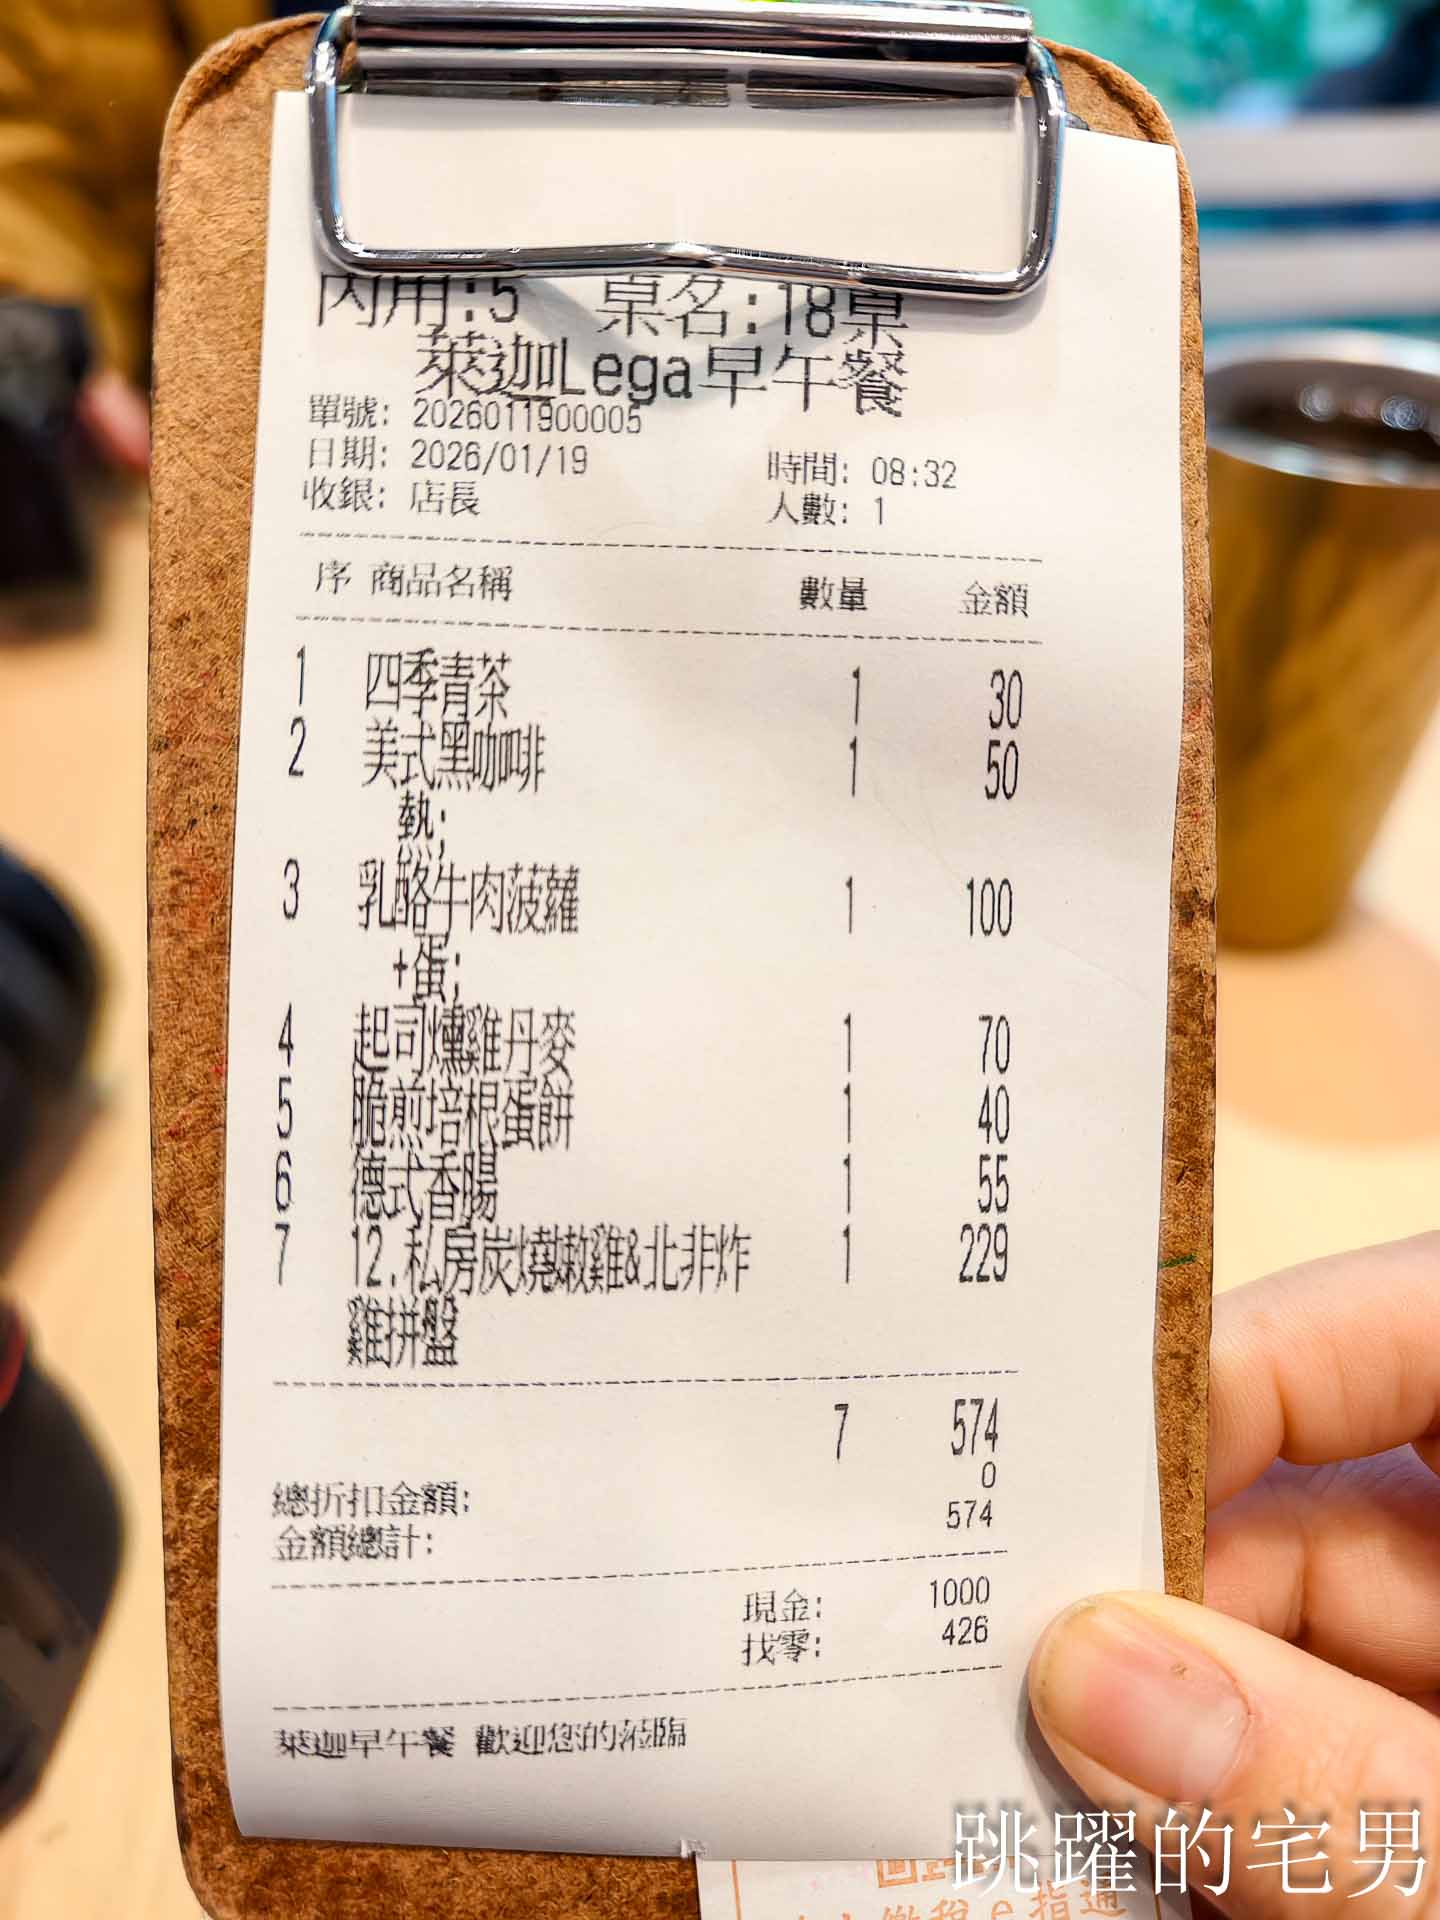 內用:5 桌名:18桌
萊迦Lega早午餐
單號: 2026011900005
日期: 2026/01/19 時間: 08:32
收銀: 店長 人數: 1
序 商品名稱 數量 金額
1 四季青茶 1 30
2 美式黑咖啡 1 50
熱;
3 乳酪牛肉菠蘿 1 100
+蛋;
4 起司燻雞丹麥 1 70
5 脆煎培根蛋餅 1 40
6 德式香腸 1 55
7 12.私房炭燒嫩雞&北非炸 1 229
雞拼盤
7 574
總折扣金額: 0
金額總計: 574
現金: 1000
找零: 426
萊迦早午餐 歡迎您的蒞臨
跳躍的宅男
繳稅e指通